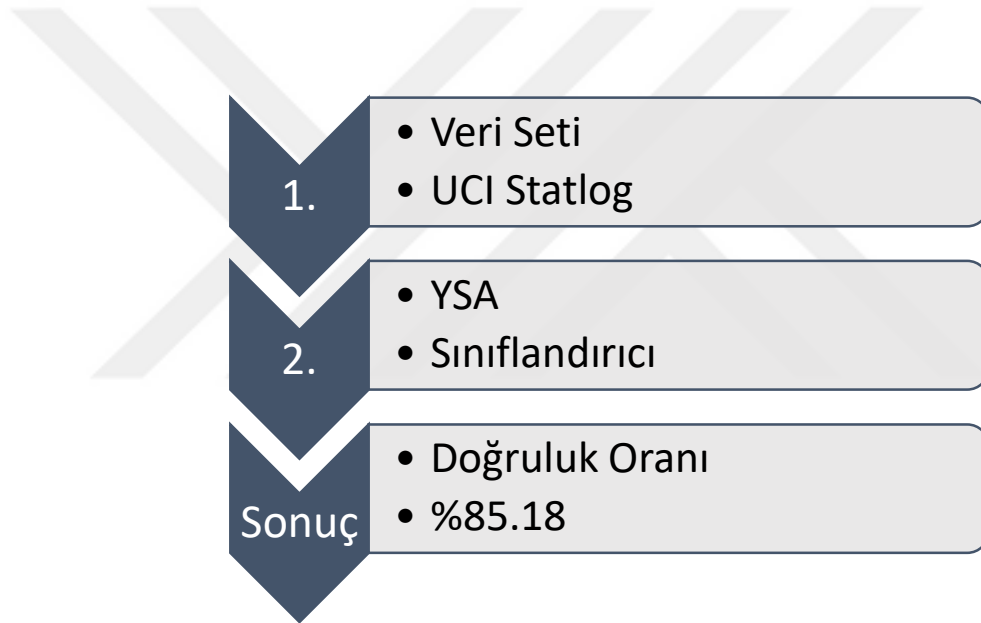 1.
• Veri Seti
• UCI Statlog
2.
• YSA
• Sınıflandırıcı
Sonuç
• Doğruluk Oranı
• %85.18